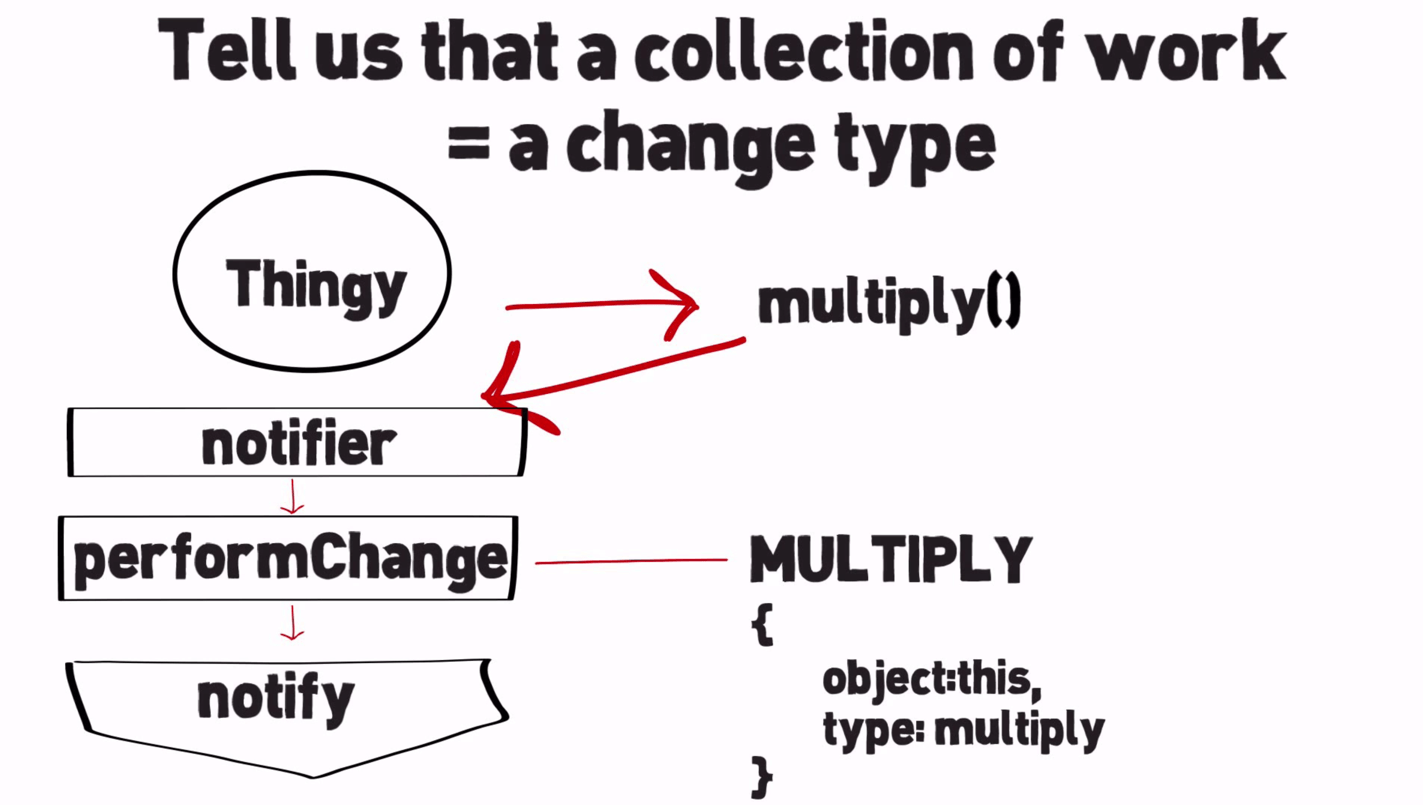 Tell us that a collection of work
= a change type
Thingy
multiply()
notifier
performChange
MULTIPLY
{
object:this,
type: multiply
}
notify